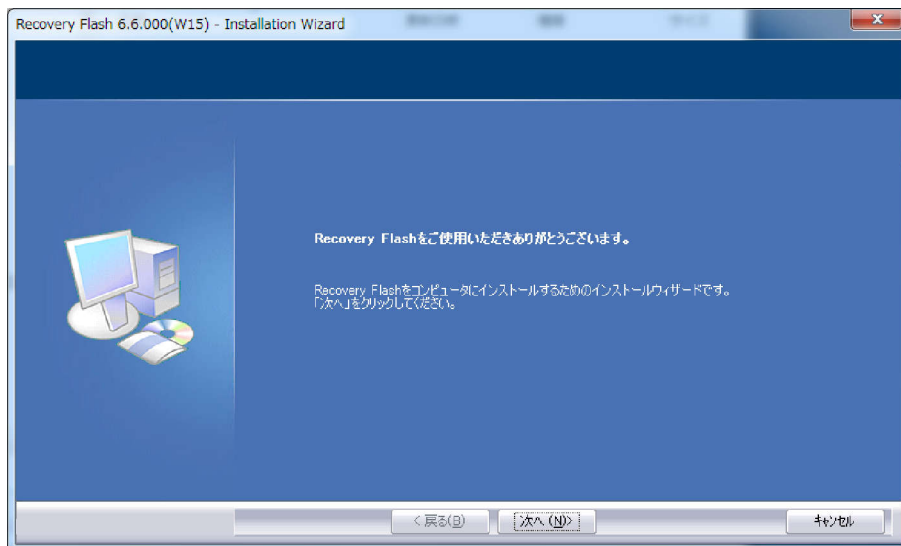 Recovery Flash 6.6.000(W15) - Installation Wizard
Recovery Flashをご使用いただきありがとうございます。
Recovery Flashをコンピュータにインストールするためのインストールウィザードです。
「次へ」をクリックしてください。
< 戻る(B)
次へ (N)>
キャンセル